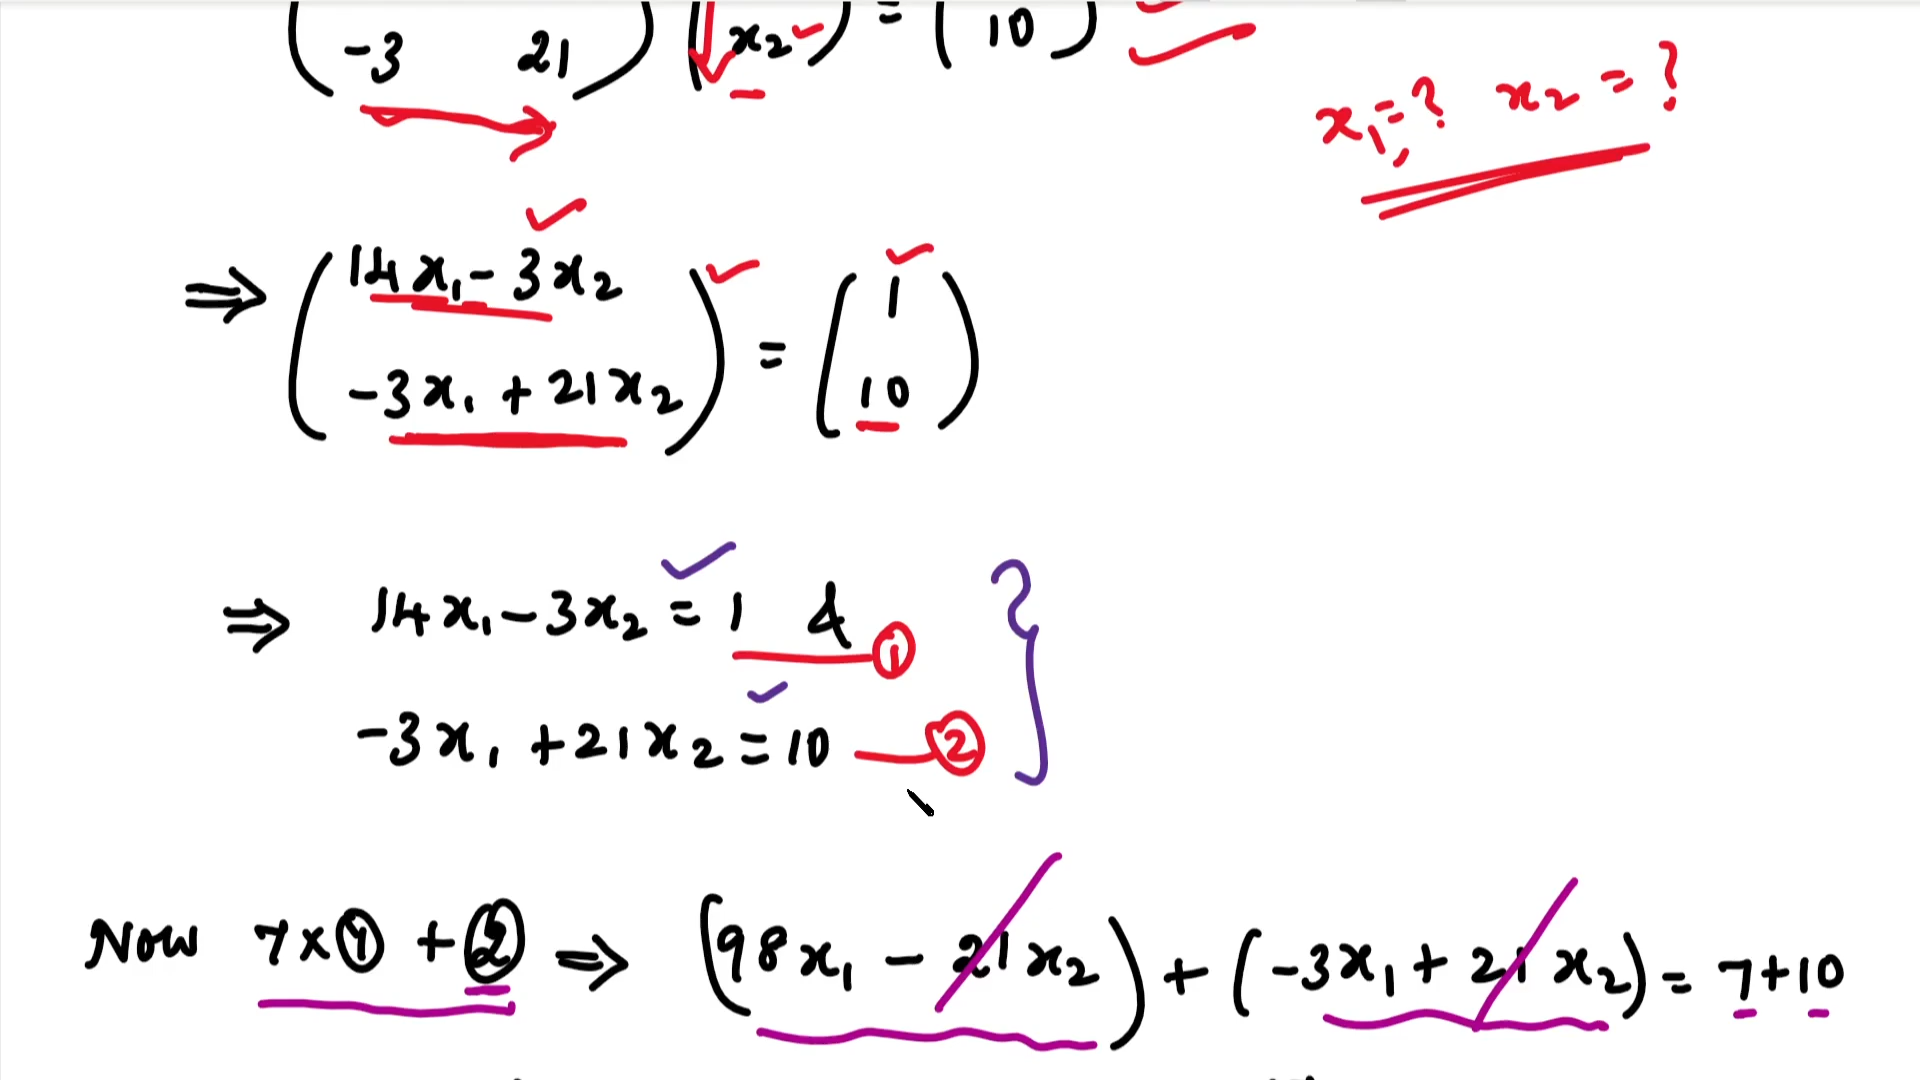 ( -3 21 ) ( x₂ ) = ( 10 )
x₁ = ?, x₂ = ?
⇒ ( 14x₁ - 3x₂ ) = ( 1 )
( -3x₁ + 21x₂ ) ( 10 )
⇒ 14x₁ - 3x₂ = 1 & ①
-3x₁ + 21x₂ = 10 — ②
Now 7×① + ② ⇒ (98x₁ - 21x₂) + (-3x₁ + 21x₂) = 7+10